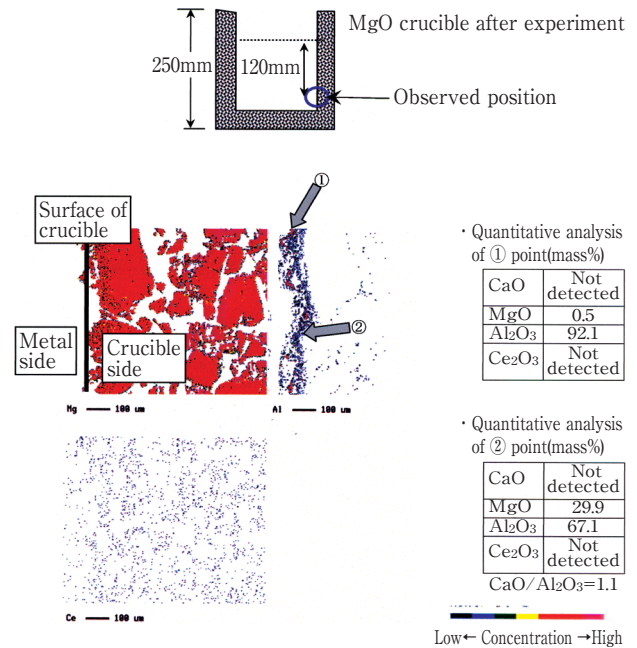 MgO crucible after experiment
250mm
120mm
Observed position
①
Surface of
crucible
②
Metal
side
Crucible
side
Mg 100 um
Al 100 um
Ce 100 um
・Quantitative analysis
of ① point(mass%)
CaO Not detected
MgO 0.5
Al₂O₃ 92.1
Ce₂O₃ Not detected
・Quantitative analysis
of ② point(mass%)
CaO Not detected
MgO 29.9
Al₂O₃ 67.1
Ce₂O₃ Not detected
CaO/Al₂O₃=1.1
Low← Concentration →High